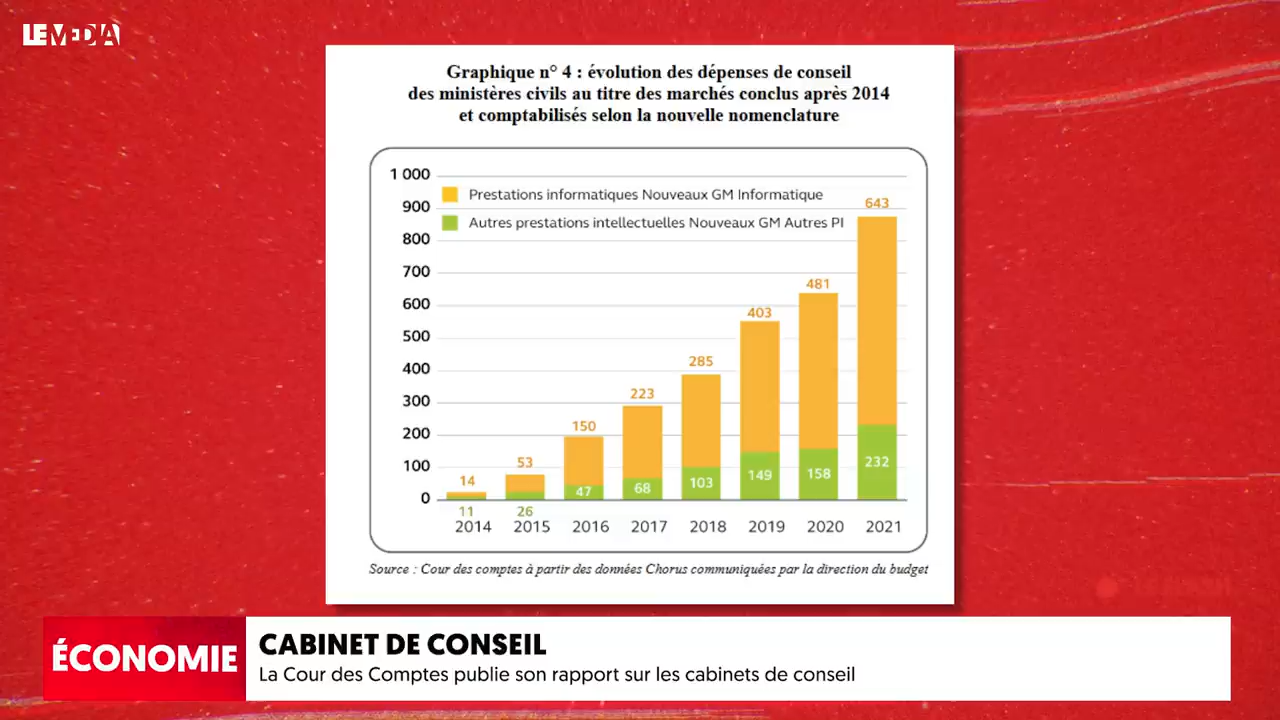 LEMEDIA
Graphique n° 4 : évolution des dépenses de conseil
des ministères civils au titre des marchés conclus après 2014
et comptabilisés selon la nouvelle nomenclature
1 000
900
800
700
600
500
400
300
200
100
0
Prestations informatiques Nouveaux GM Informatique
Autres prestations intellectuelles Nouveaux GM Autres PI
14
53
150
223
285
403
481
643
11
26
47
68
103
149
158
232
2014 2015 2016 2017 2018 2019 2020 2021
Source : Cour des comptes à partir des données Chorus communiquées par la direction du budget
ÉCONOMIE
CABINET DE CONSEIL
La Cour des Comptes publie son rapport sur les cabinets de conseil